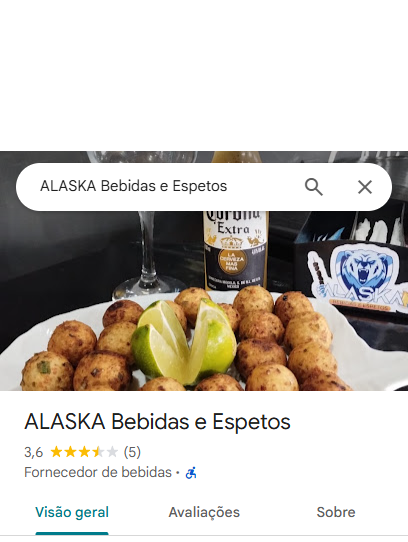 ALASKA Bebidas e Espetos
Corona
Extra
LA
CERVEZA
MAS
FINA
ALASKA
ALASKA Bebidas e Espetos
3,6 (5)
Fornecedor de bebidas ·
Visão geral
Avaliações
Sobre